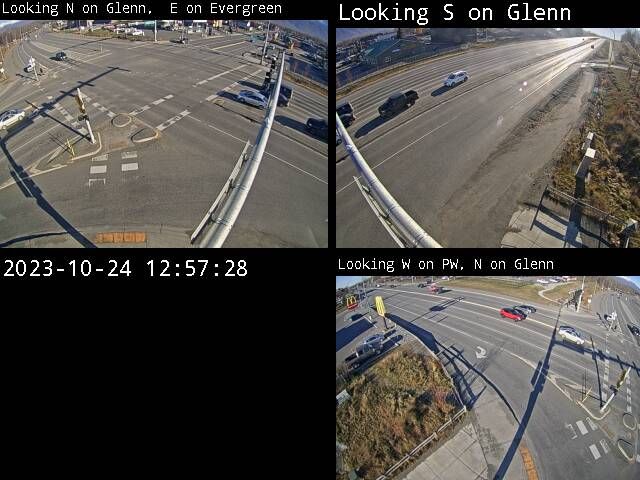 Looking N on Glenn,  E on Evergreen
Looking S on Glenn
2023-10-24 12:57:28
Looking W on PW, N on Glenn